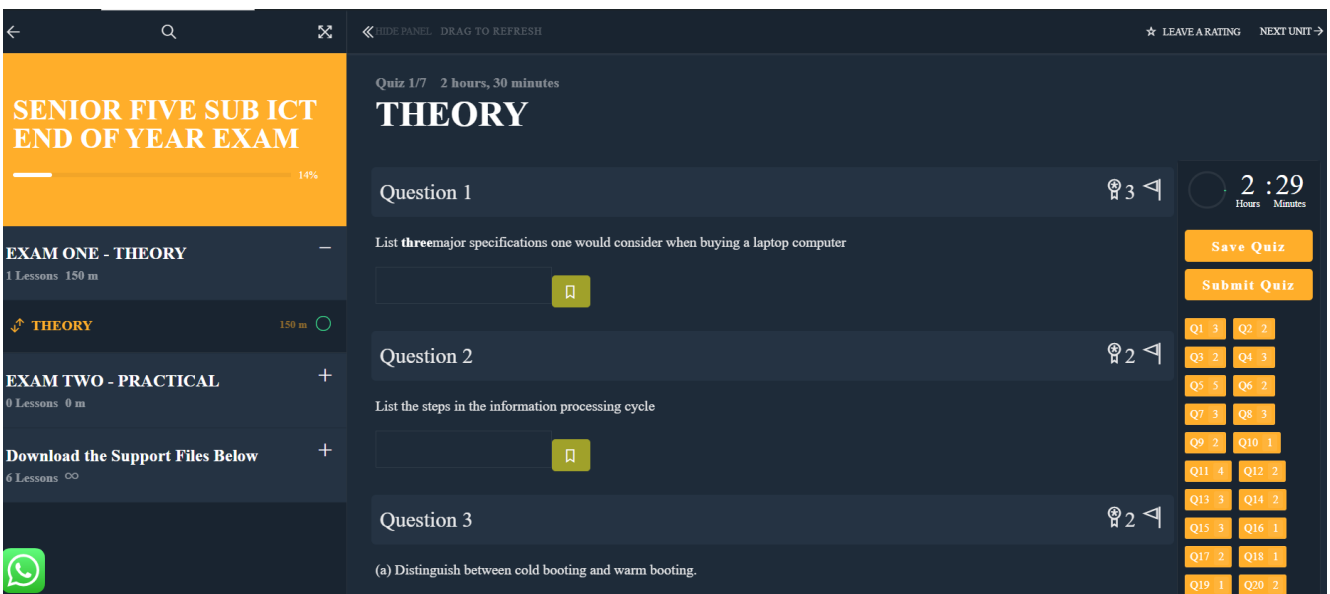 HIDE PANEL DRAG TO REFRESH
LEAVE A RATING NEXT UNIT
SENIOR FIVE SUB ICT
END OF YEAR EXAM
14%
EXAM ONE - THEORY
1 Lessons 150 m
THEORY 150 m
EXAM TWO - PRACTICAL
0 Lessons 0 m
Download the Support Files Below
6 Lessons ∞
Quiz 1/7 2 hours, 30 minutes
THEORY
Question 1 3
List threemajor specifications one would consider when buying a laptop computer
Question 2 2
List the steps in the information processing cycle
Question 3 2
(a) Distinguish between cold booting and warm booting.
2 : 29
Hours Minutes
Save Quiz
Submit Quiz
Q1 3 Q2 2
Q3 2 Q4 3
Q5 5 Q6 2
Q7 3 Q8 3
Q9 2 Q10 1
Q11 4 Q12 2
Q13 3 Q14 2
Q15 3 Q16 1
Q17 2 Q18 1
Q19 1 Q20 2